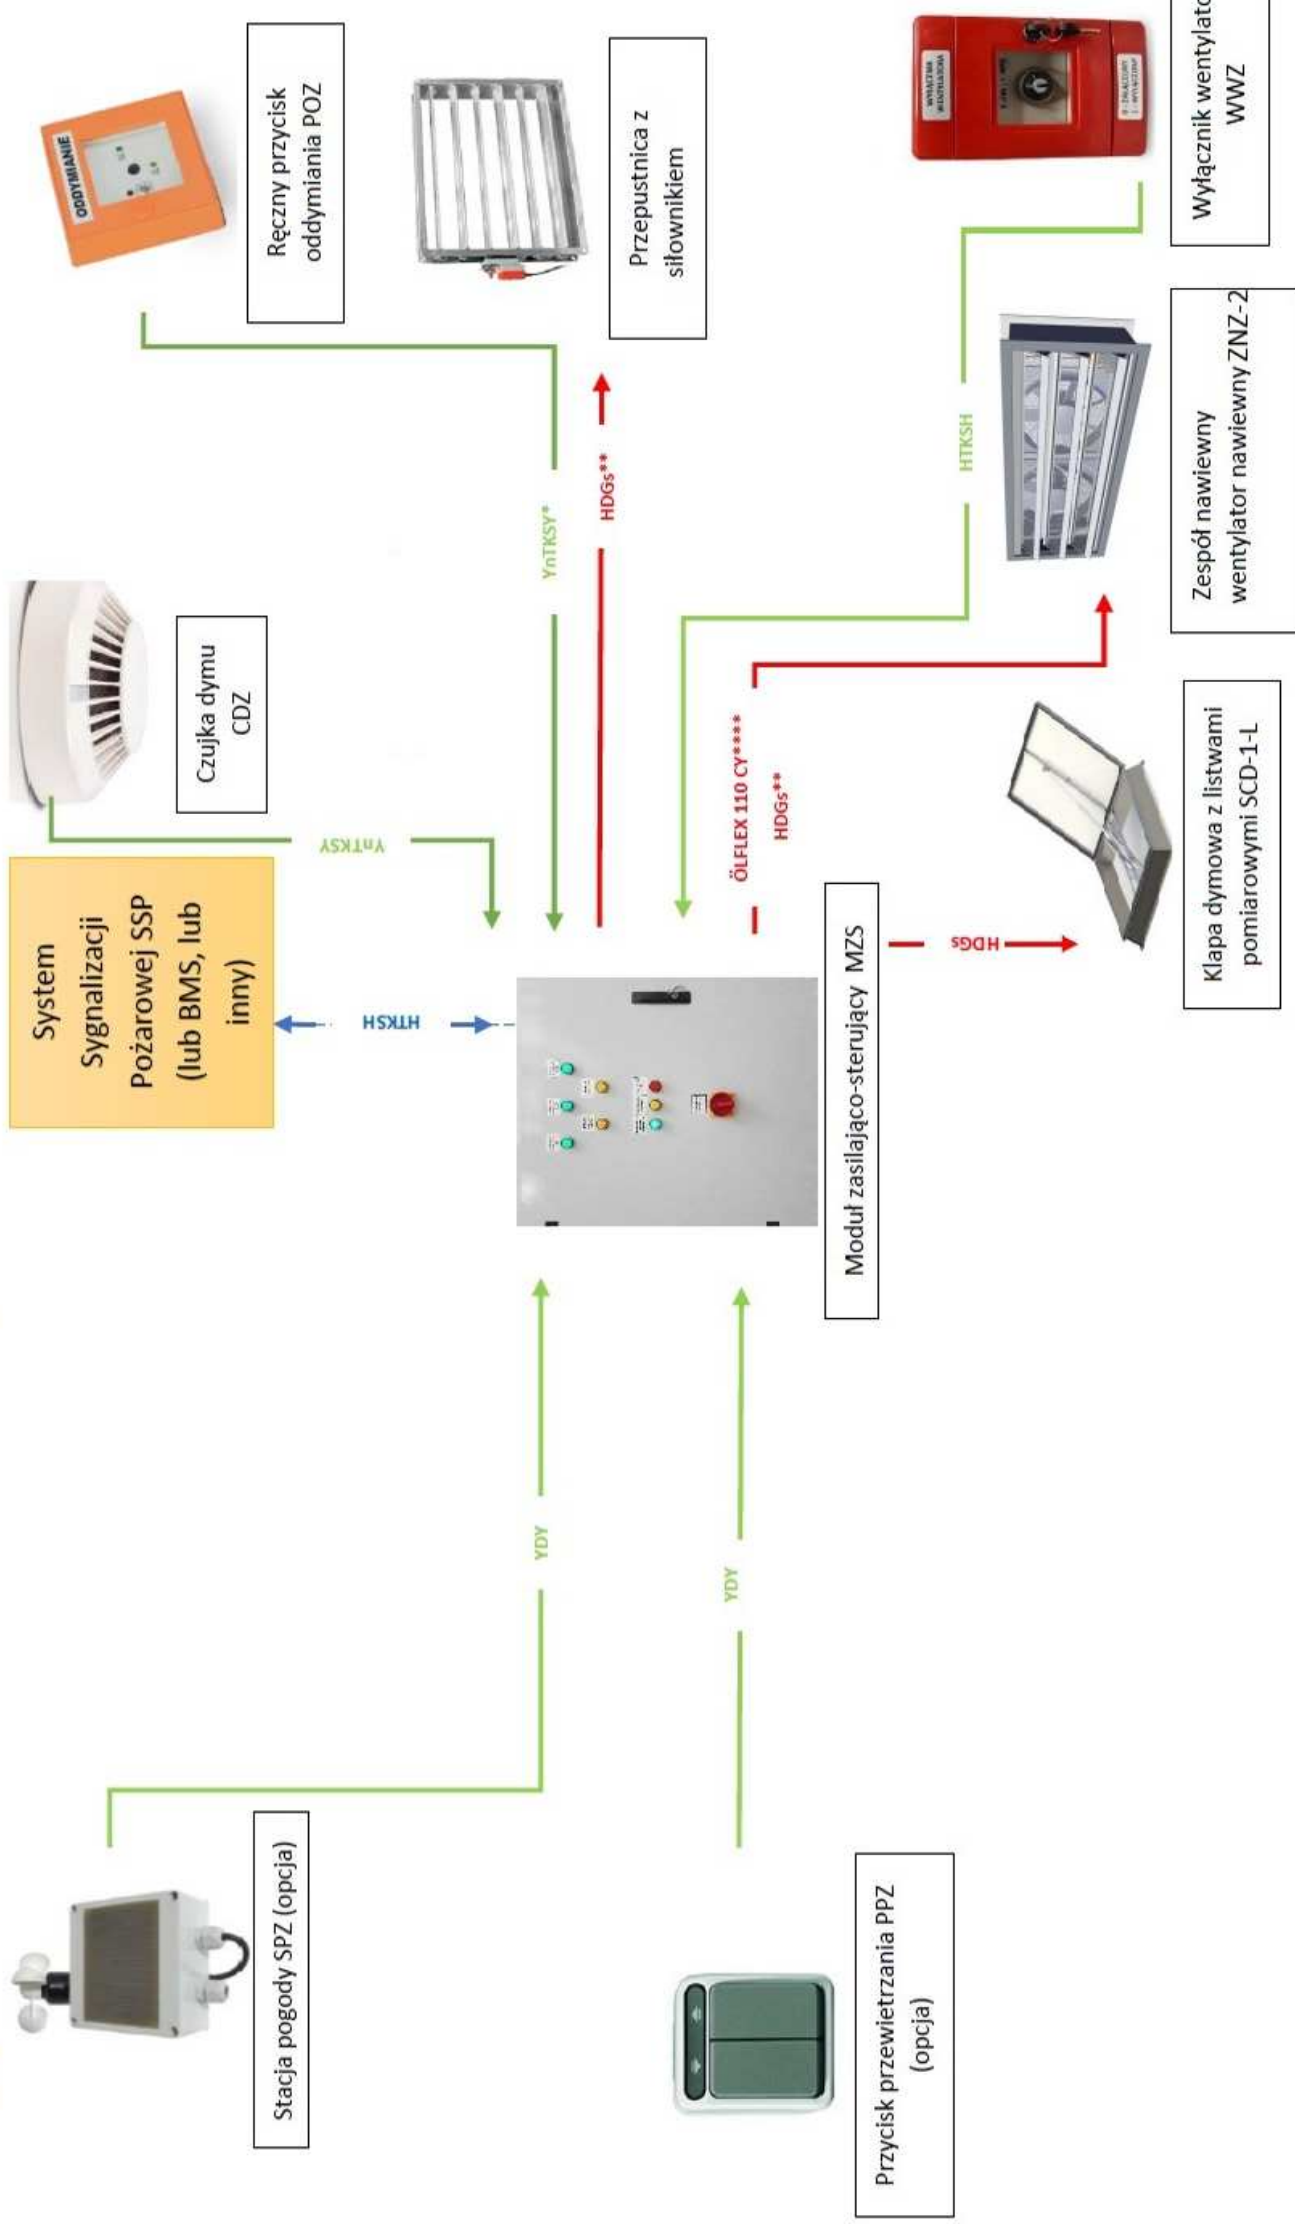 Stacja pogody SPZ (opcja)
YDY
System
Sygnalizacji
Pożarowej SSP
(lub BMS, lub
inny)
HTKSH
Czujka dymu
CDZ
YnTKSY
ODDYMIANIE
Ręczny przycisk
oddymiania POZ
YnTKSY*
Przepustnica z
siłownikiem
HDGs**
Przycisk przewietrzania PPZ
(opcja)
YDY
Moduł zasilająco-sterujący MZS
HDGs
Klapa dymowa z listwami
pomiarowymi SCD-1-L
ÖLFLEX 110 CY****
HDGs**
Zespół nawiewny
wentylator nawiewny ZNZ-2
HTKSH
WENTYLATORA
Wyłącznik wentylato
WWZ